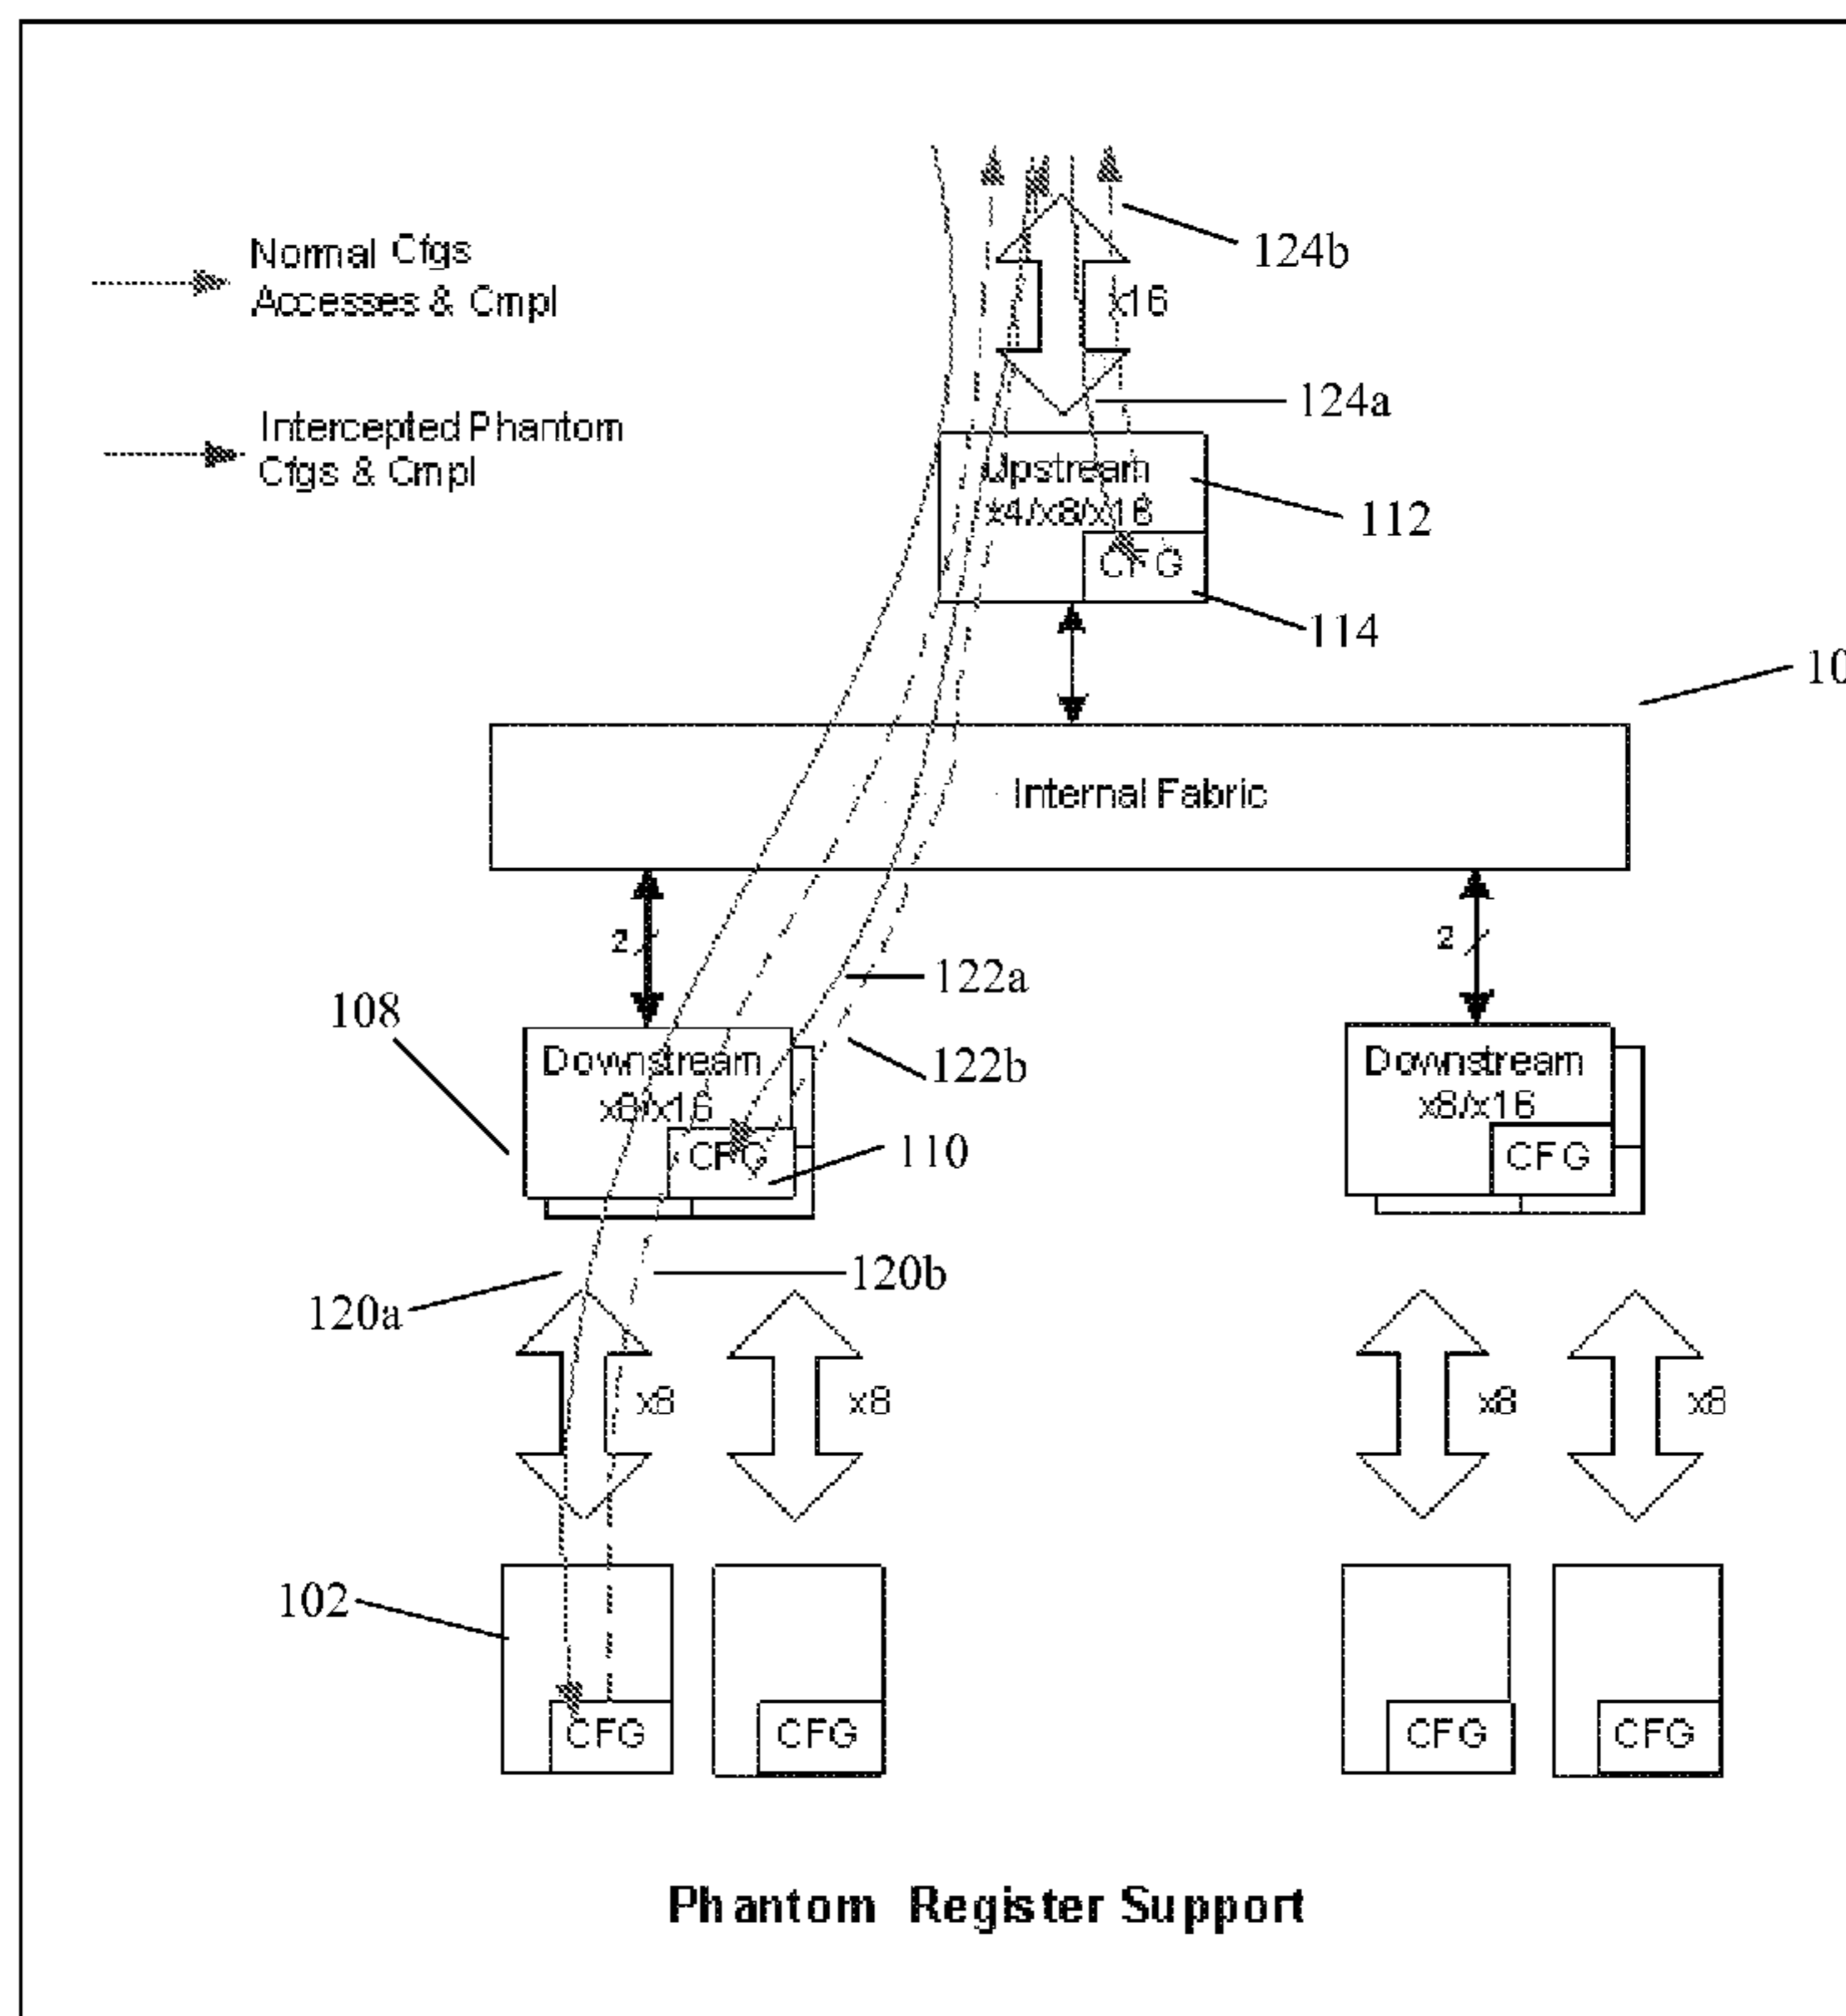 Normal Cfgs
Accesses & Cmpl
Intercepted Phantom
Cfgs & Cmpl
124b
x16
124a
Upstream
x4/x8/x16
CFG
112
114
Internal Fabric
2
2
122a
122b
108
Downstream
x8/x16
CFG
110
Downstream
x8/x16
CFG
120a
120b
x8
x8
x8
x8
102
CFG
CFG
CFG
CFG
Phantom Register Support